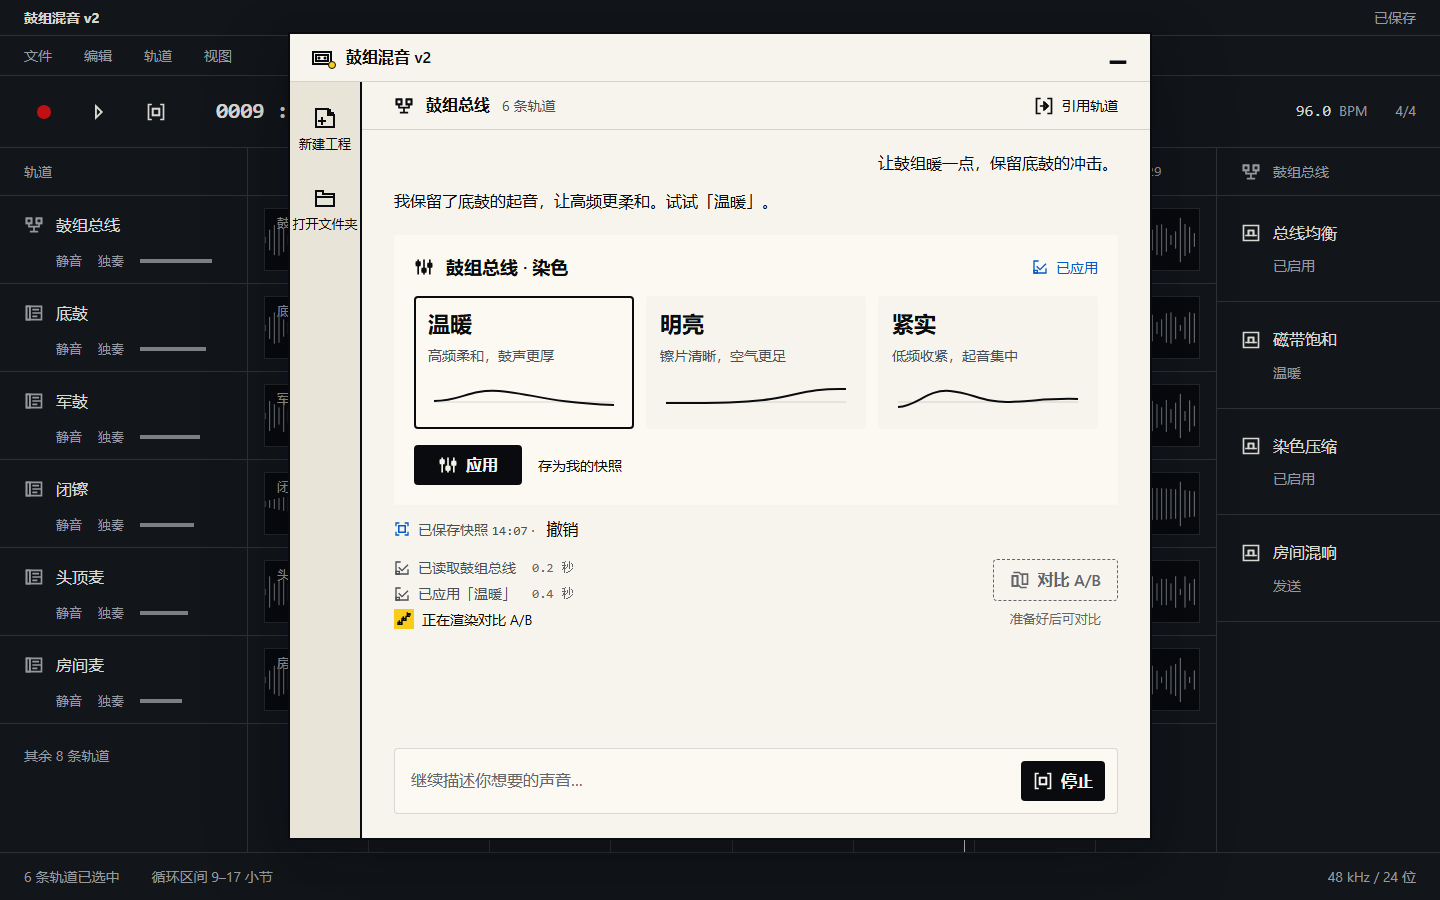 鼓组混音 v2
已保存
文件 编辑 轨道 视图
0009 :
96.0 BPM 4/4
轨道
鼓组总线
静音 独奏
底鼓
静音 独奏
军鼓
静音 独奏
闭镲
静音 独奏
头顶麦
静音 独奏
房间麦
静音 独奏
其余 8 条轨道
鼓
底
军
闭
头
房
鼓组混音 v2
新建工程
打开文件夹
鼓组总线 6 条轨道
引用轨道
让鼓组暖一点，保留底鼓的冲击。
我保留了底鼓的起音，让高频更柔和。试试「温暖」。
鼓组总线 · 染色
已应用
温暖
高频柔和，鼓声更厚
明亮
镲片清晰，空气更足
紧实
低频收紧，起音集中
应用
存为我的快照
已保存快照 14:07 · 撤销
已读取鼓组总线 0.2 秒
已应用「温暖」 0.4 秒
正在渲染对比 A/B
对比 A/B
准备好后可对比
继续描述你想要的声音...
停止
29
鼓组总线
总线均衡
已启用
磁带饱和
温暖
染色压缩
已启用
房间混响
发送
6 条轨道已选中 循环区间 9–17 小节
48 kHz / 24 位